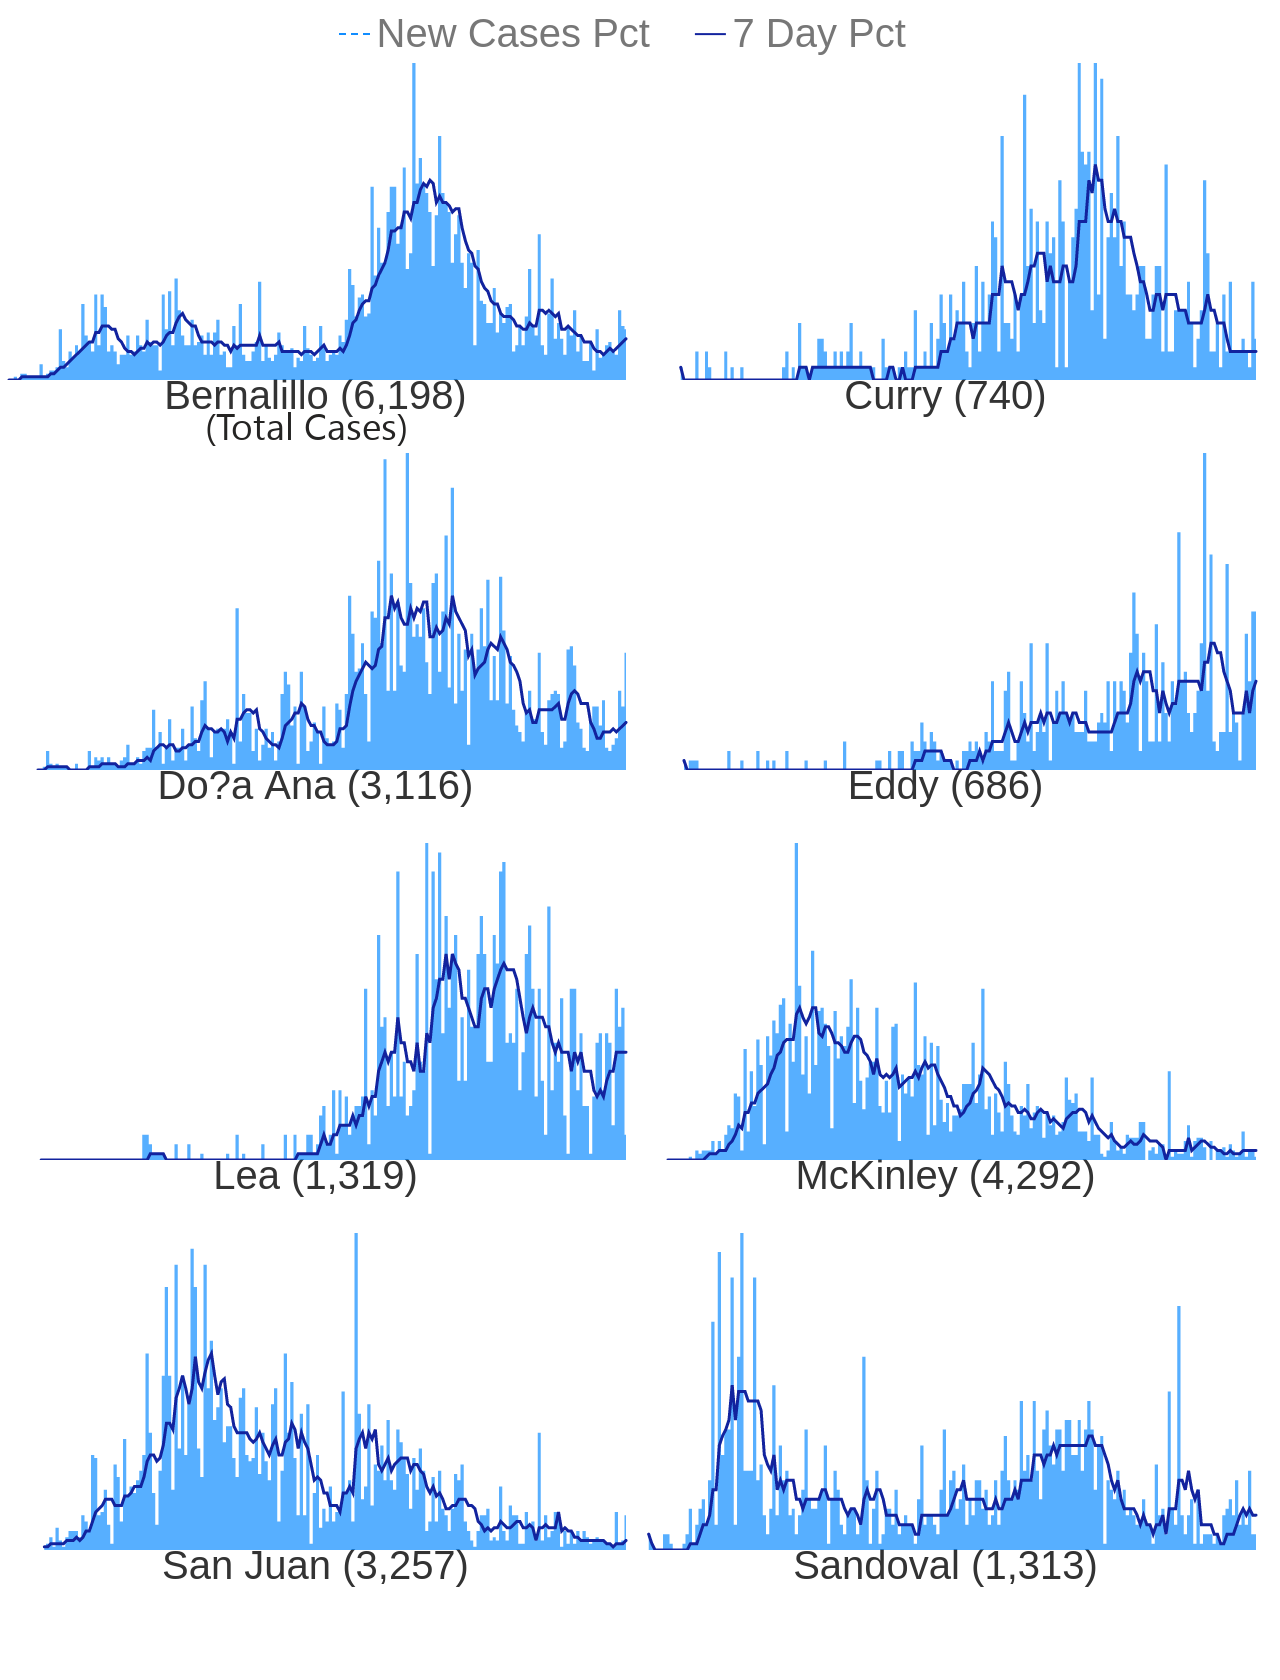 New Cases Pct 7 Day Pct
Bernalillo (6,198) Curry (740)
(Total Cases)
Do?a Ana (3,116) Eddy (686)
Lea (1,319) McKinley (4,292)
San Juan (3,257) Sandoval (1,313)